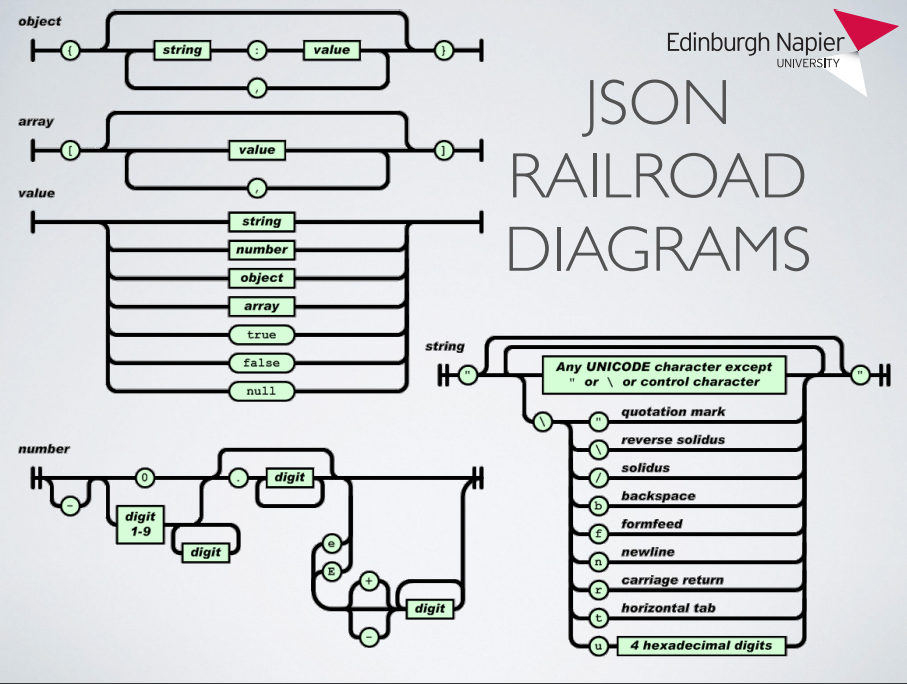 object
{
string
:
value
}
,
Edinburgh Napier
UNIVERSITY
JSON
RAILROAD
DIAGRAMS
array
[
value
]
,
value
string
number
object
array
true
false
null
string
"
Any UNICODE character except
" or \ or control character
"
\
" quotation mark
\ reverse solidus
/ solidus
b backspace
f formfeed
n newline
r carriage return
t horizontal tab
u 4 hexadecimal digits
number
-
0
digit
1-9
digit
.
digit
e
E
+
-
digit